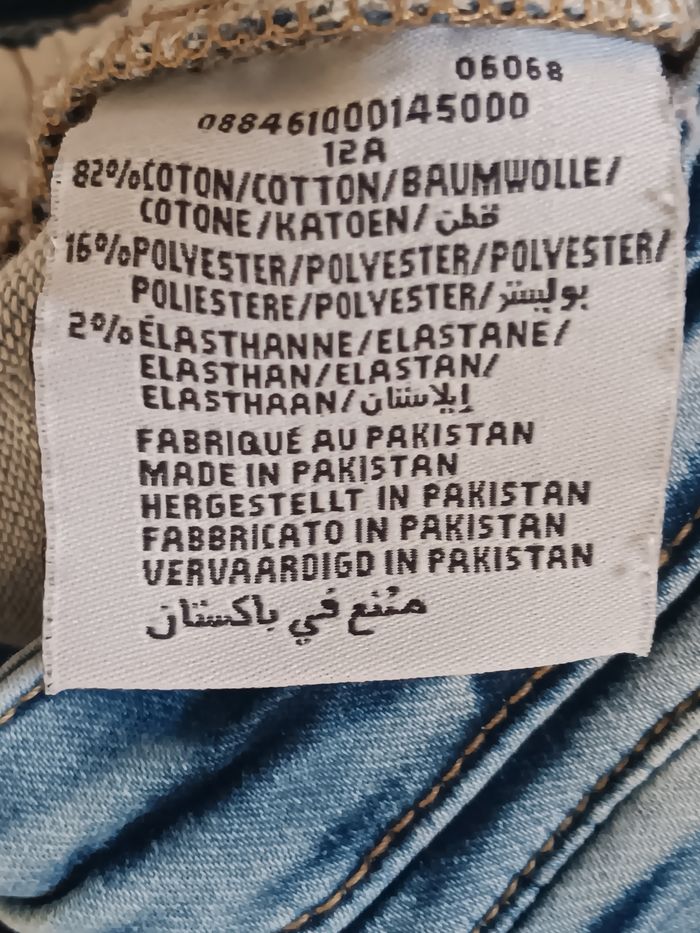 06068
088461000145000
12A
82% COTON/COTTON/BAUMWOLLE/
COTONE/KATOEN/قطن
16% POLYESTER/POLYESTER/POLYESTER/
POLIESTERE/POLYESTER/بوليستر
2% ÉLASTHANNE/ELASTANE/
ELASTHAN/ELASTAN/
ELASTHAAN/إيلاستان
FABRIQUÉ AU PAKISTAN
MADE IN PAKISTAN
HERGESTELLT IN PAKISTAN
FABBRICATO IN PAKISTAN
VERVAARDIGD IN PAKISTAN
متنع في باكستان